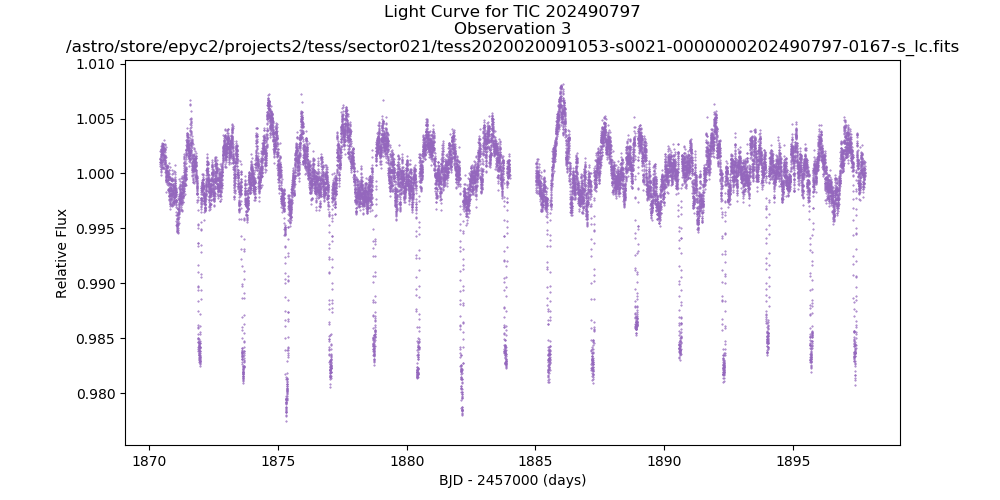 Light Curve for TIC 202490797
Observation 3
/astro/store/epyc2/projects2/tess/sector021/tess2020020091053-s0021-0000000202490797-0167-s_lc.fits
1.010
1.005
1.000
0.995
0.990
0.985
0.980
Relative Flux
1870
1875
1880
1885
1890
1895
BJD - 2457000 (days)